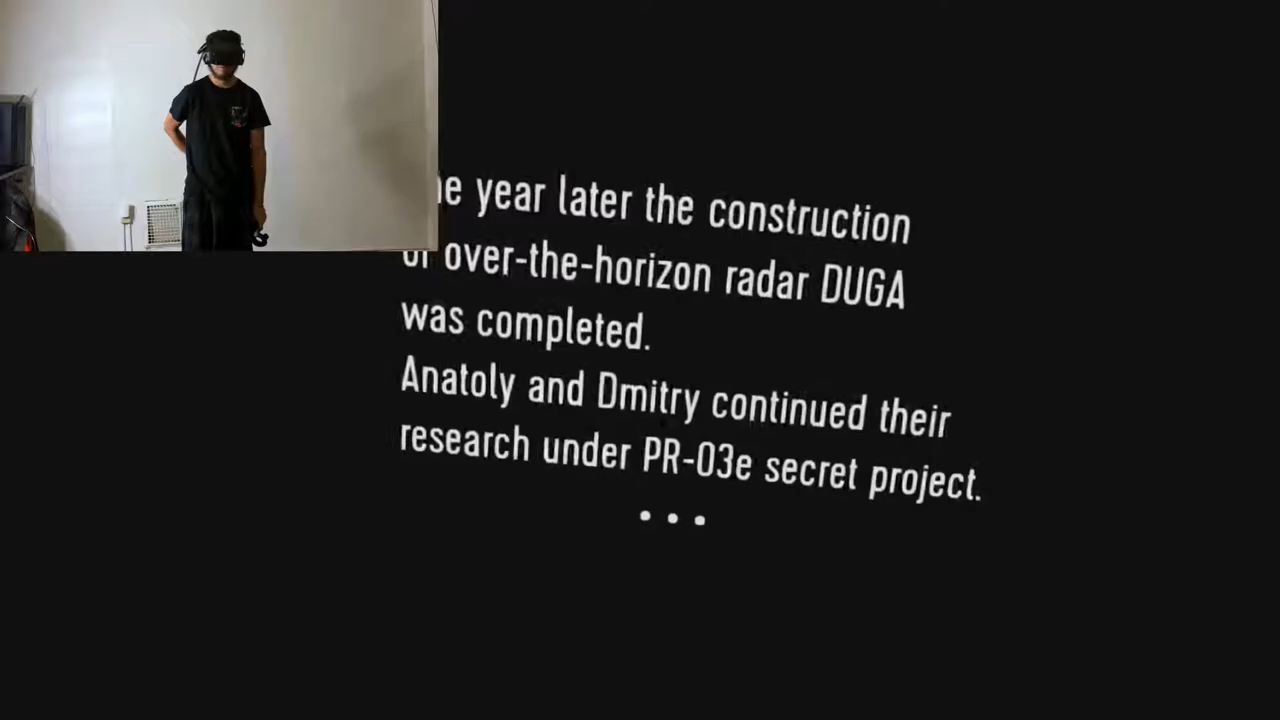 year later the construction
over-the-horizon radar DUGA
was completed.
Anatoly and Dmitry continued their
research under PR-03e secret project.
...